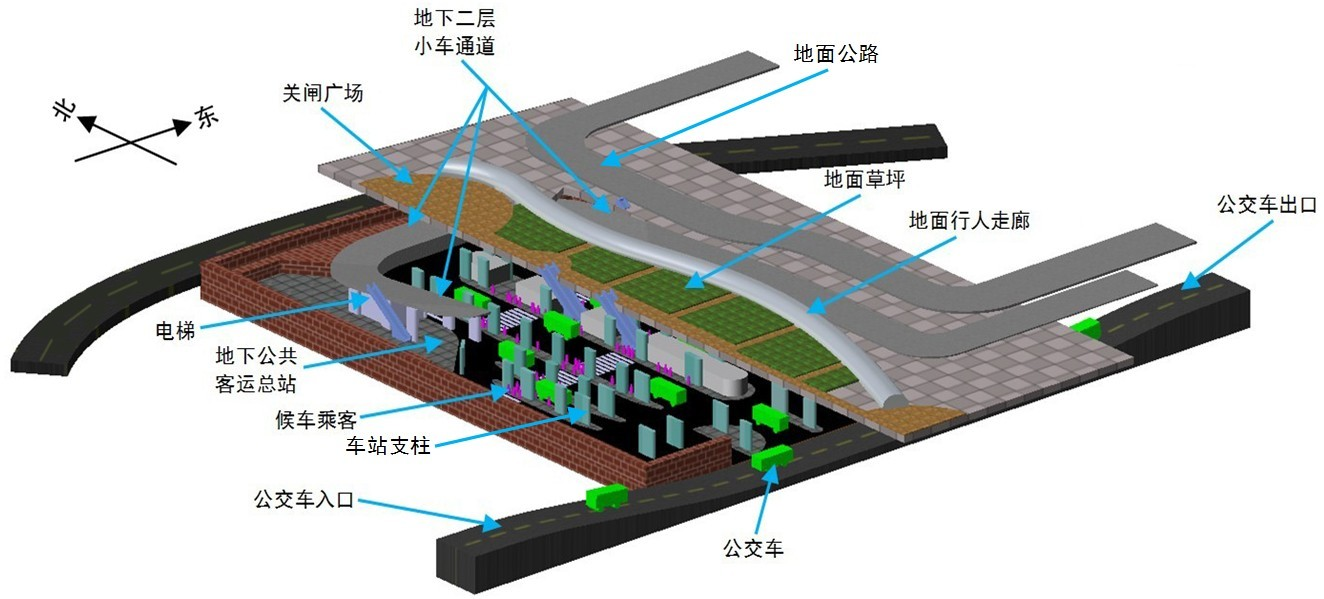 地下二层
小车通道
地面公路
关闸广场
北
东
地面草坪
公交车出口
地面行人走廊
电梯
地下公共
客运总站
候车乘客
车站支柱
公交车入口
公交车